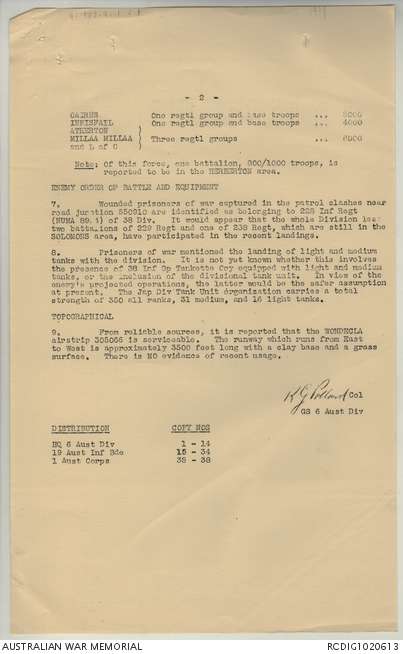 - 2 -
CAIRNS One regtl group and base troops ... 5000
INNISFAIL One regtl group and base troops ... 4000
ATHERTON
MILLAA MILLAA Three regtl groups ... 6000
and L of C
Note: Of this force, one battalion, 800/1000 troops, is
reported to be in the HERBERTON area.
ENEMY ORDER OF BATTLE AND EQUIPMENT
7. Wounded prisoners of war captured in the patrol clashes near
road junction 550910 are identified as belonging to 228 Inf Regt
(NUMA 89.1) of 38 Div. It would appear that the whole Division less
two battalions of 229 Regt and one of 238 Regt, which are still in the
SOLOMONS area, have participated in the recent landings.
8. Prisoners of war mentioned the landing of light and medium
tanks with the division. It is not yet known whether this involves
the presence of 38 Inf Gp Tankette Coy equipped with light and medium
tanks, or the inclusion of the divisional tank unit. In view of the
enemy's projected operations, the latter would be the safer assumption
at present. The Jap Div Tank Unit organization carries a total
strength of 350 all ranks, 31 medium, and 16 light tanks.
TOPOGRAPHICAL
9. From reliable sources, it is reported that the WONDECLA
airstrip 305066 is serviceable. The runway which runs from East
to West is approximately 3500 feet long with a clay base and a grass
surface. There is NO evidence of recent usage.
Col
GS 6 Aust Div
DISTRIBUTION COPY NOS
HQ 6 Aust Div 1 - 14
19 Aust Inf Bde 15 - 34
1 Aust Corps 35 - 38
AUSTRALIAN WAR MEMORIAL RCDIG1020613